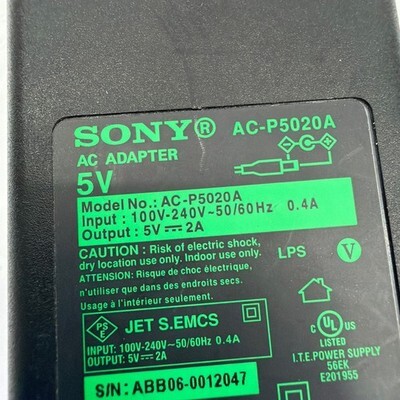 SONY® AC-P5020A
AC ADAPTER
5V
Model No.: AC-P5020A
Input : 100V-240V~50/60Hz 0.4A
Output : 5V⎓2A
CAUTION : Risk of electric shock,
dry location use only. Indoor use only.
ATTENTION: Risque de choc électrique,
n'utiliser que dans des endroits secs.
Usage à l'intérieur seulement.
LPS V
PSE JET S.EMCS
INPUT: 100V-240V~50/60Hz 0.4A
OUTPUT: 5V⎓2A
S/N: ABB06-0012047
c UL US
LISTED
I.T.E.POWER SUPPLY
56EK
E201955